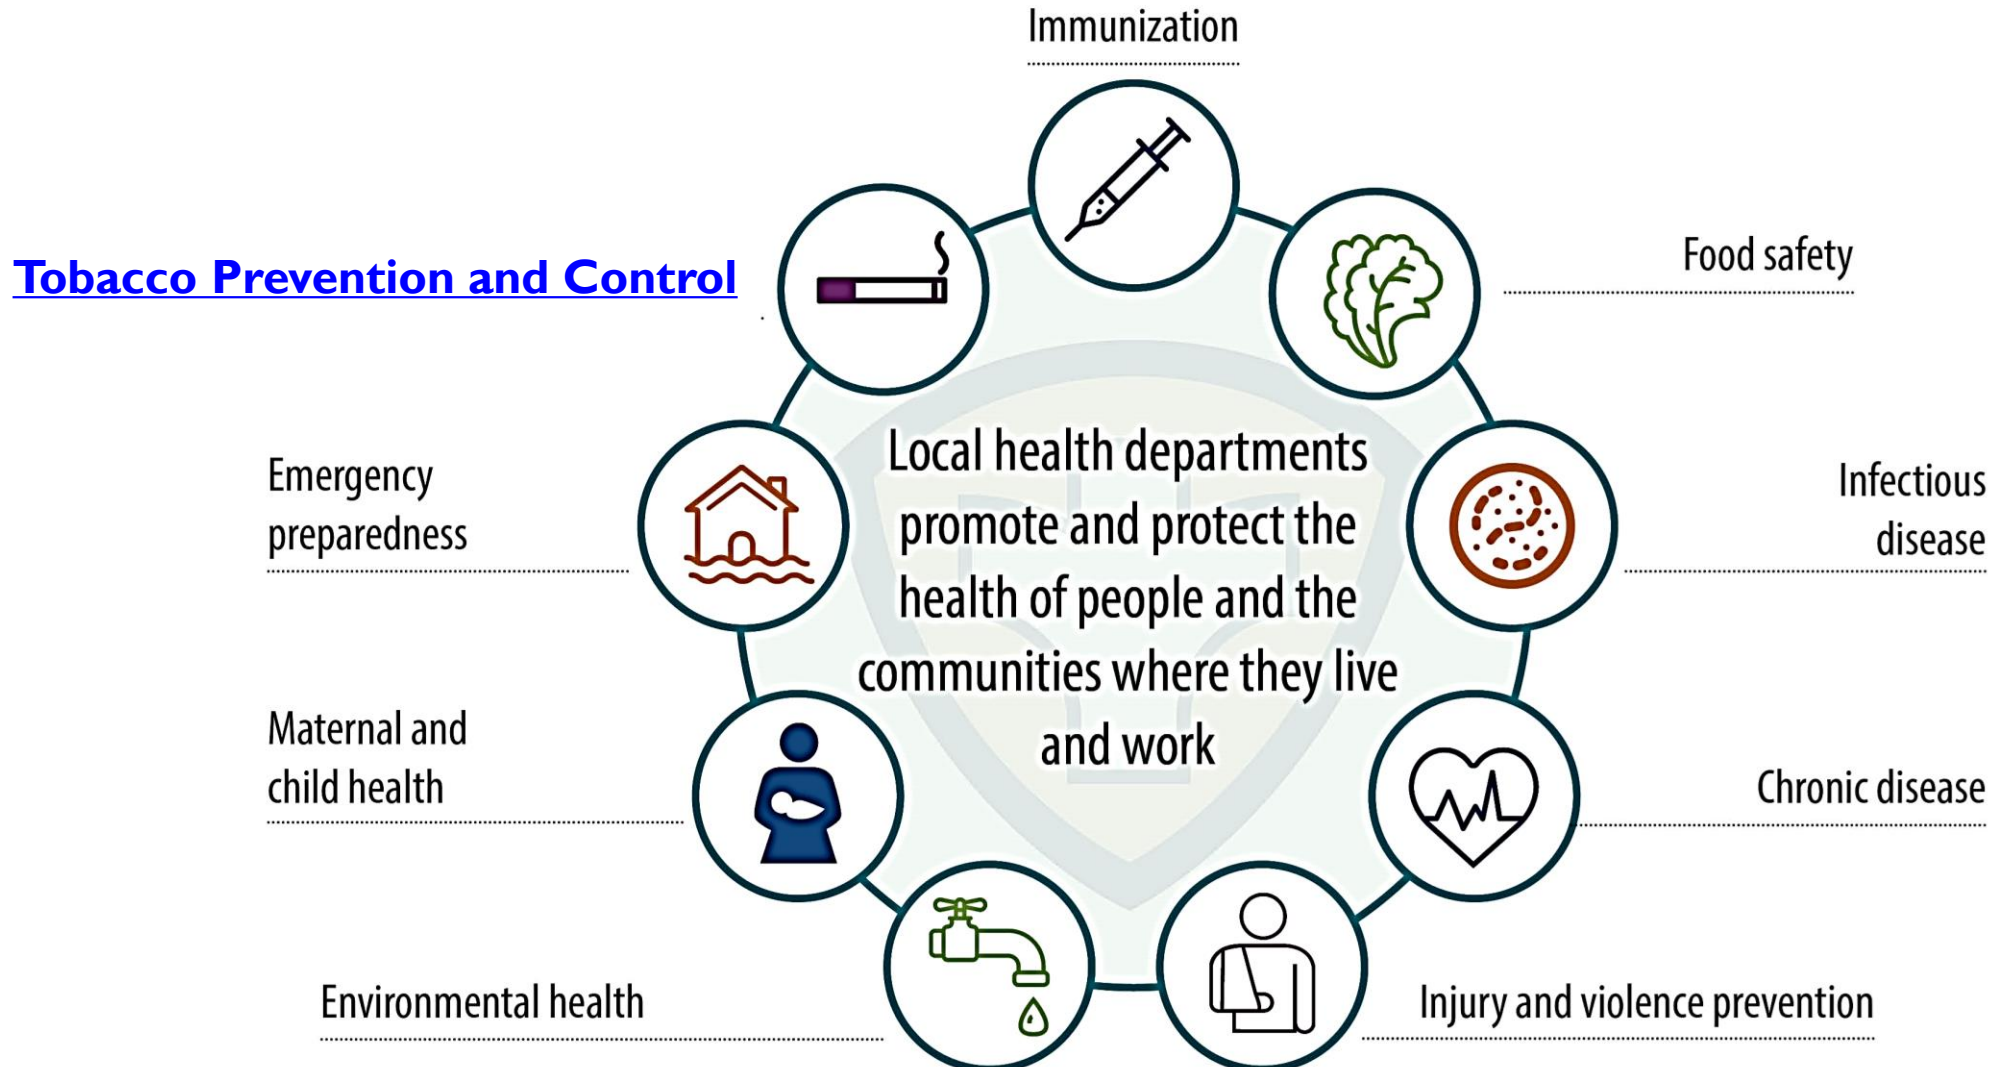 Immunization
Tobacco Prevention and Control
Food safety
Emergency
preparedness
Local health departments
promote and protect the
health of people and the
communities where they live
and work
Infectious
disease
Maternal and
child health
Chronic disease
Environmental health
Injury and violence prevention